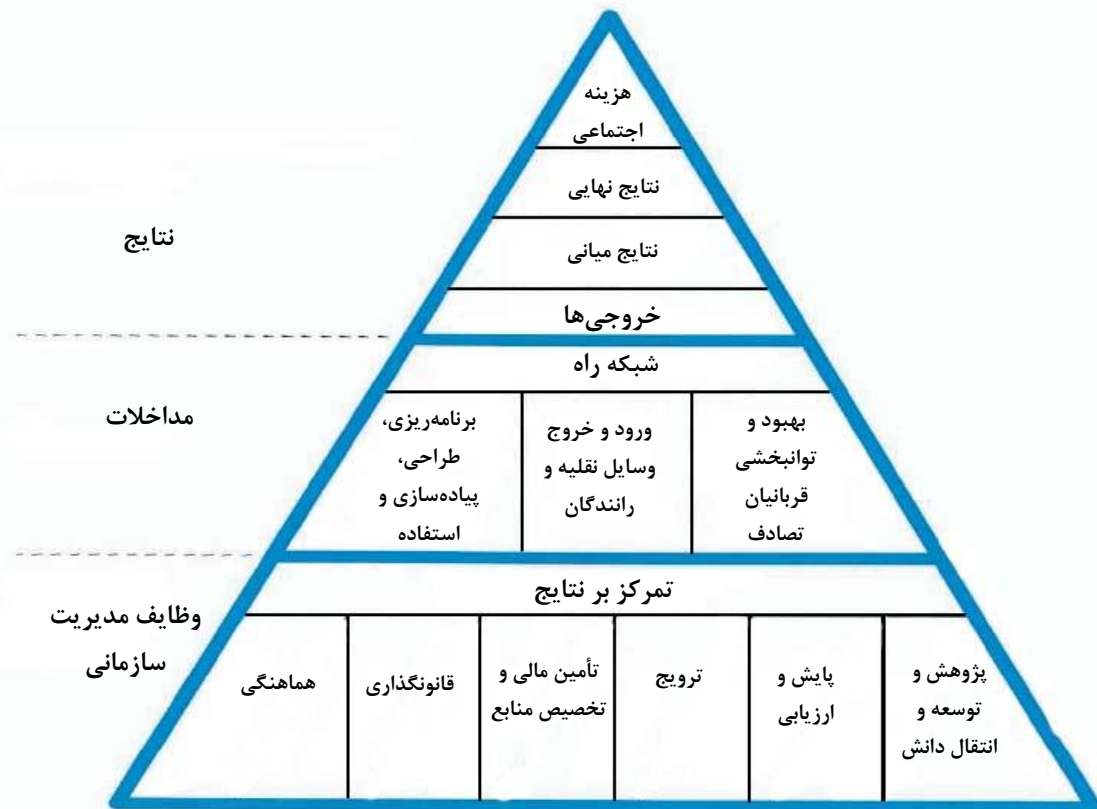 هزینه
اجتماعی
نتایج نهایی
نتایج میانی
خروجی‌ها
نتایج
شبکه راه
بهبود و
توانبخشی
قربانیان
تصادف
ورود و خروج
وسایل نقلیه و
رانندگان
برنامه‌ریزی،
طراحی،
پیاده‌سازی و
استفاده
مداخلات
تمرکز بر نتایج
پژوهش و
توسعه و
انتقال دانش
پایش و
ارزیابی
ترویج
تأمین مالی و
تخصیص منابع
قانونگذاری
هماهنگی
وظایف مدیریت
سازمانی